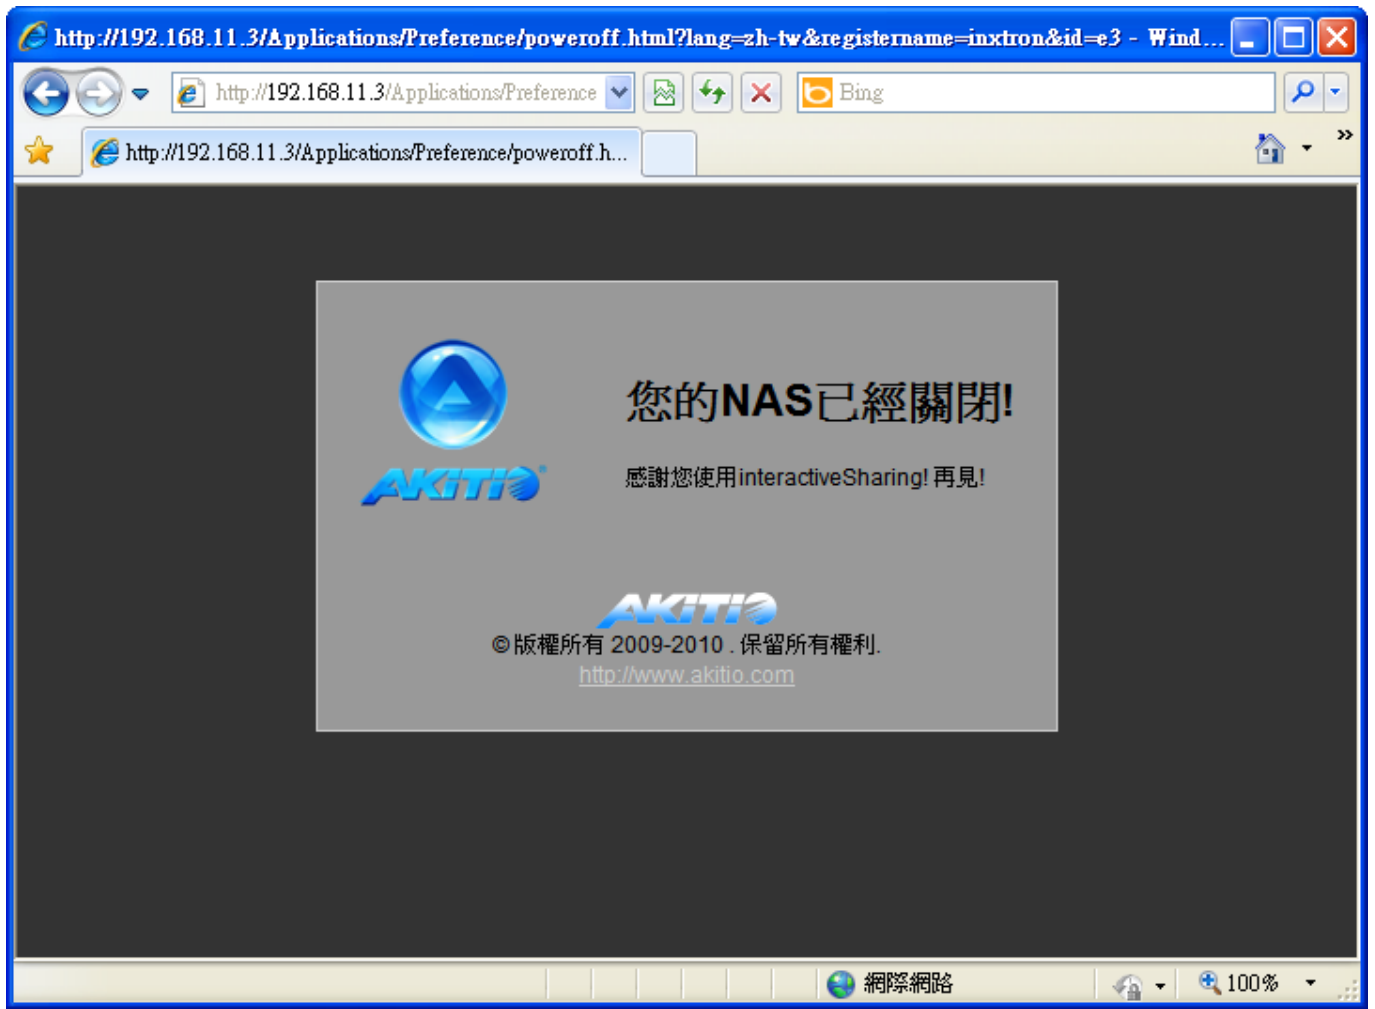 http://192.168.11.3/Applications/Preference/poweroff.html?lang=zh-tw&registername=inxtron&id=e3 - Wind...
http://192.168.11.3/Applications/Preference
Bing
http://192.168.11.3/Applications/Preference/poweroff.h...
您的NAS已經關閉!
AKiTiO®
感謝您使用interactiveSharing! 再見!
AKiTiO
© 版權所有 2009-2010 . 保留所有權利.
http://www.akitio.com
網際網路
100%